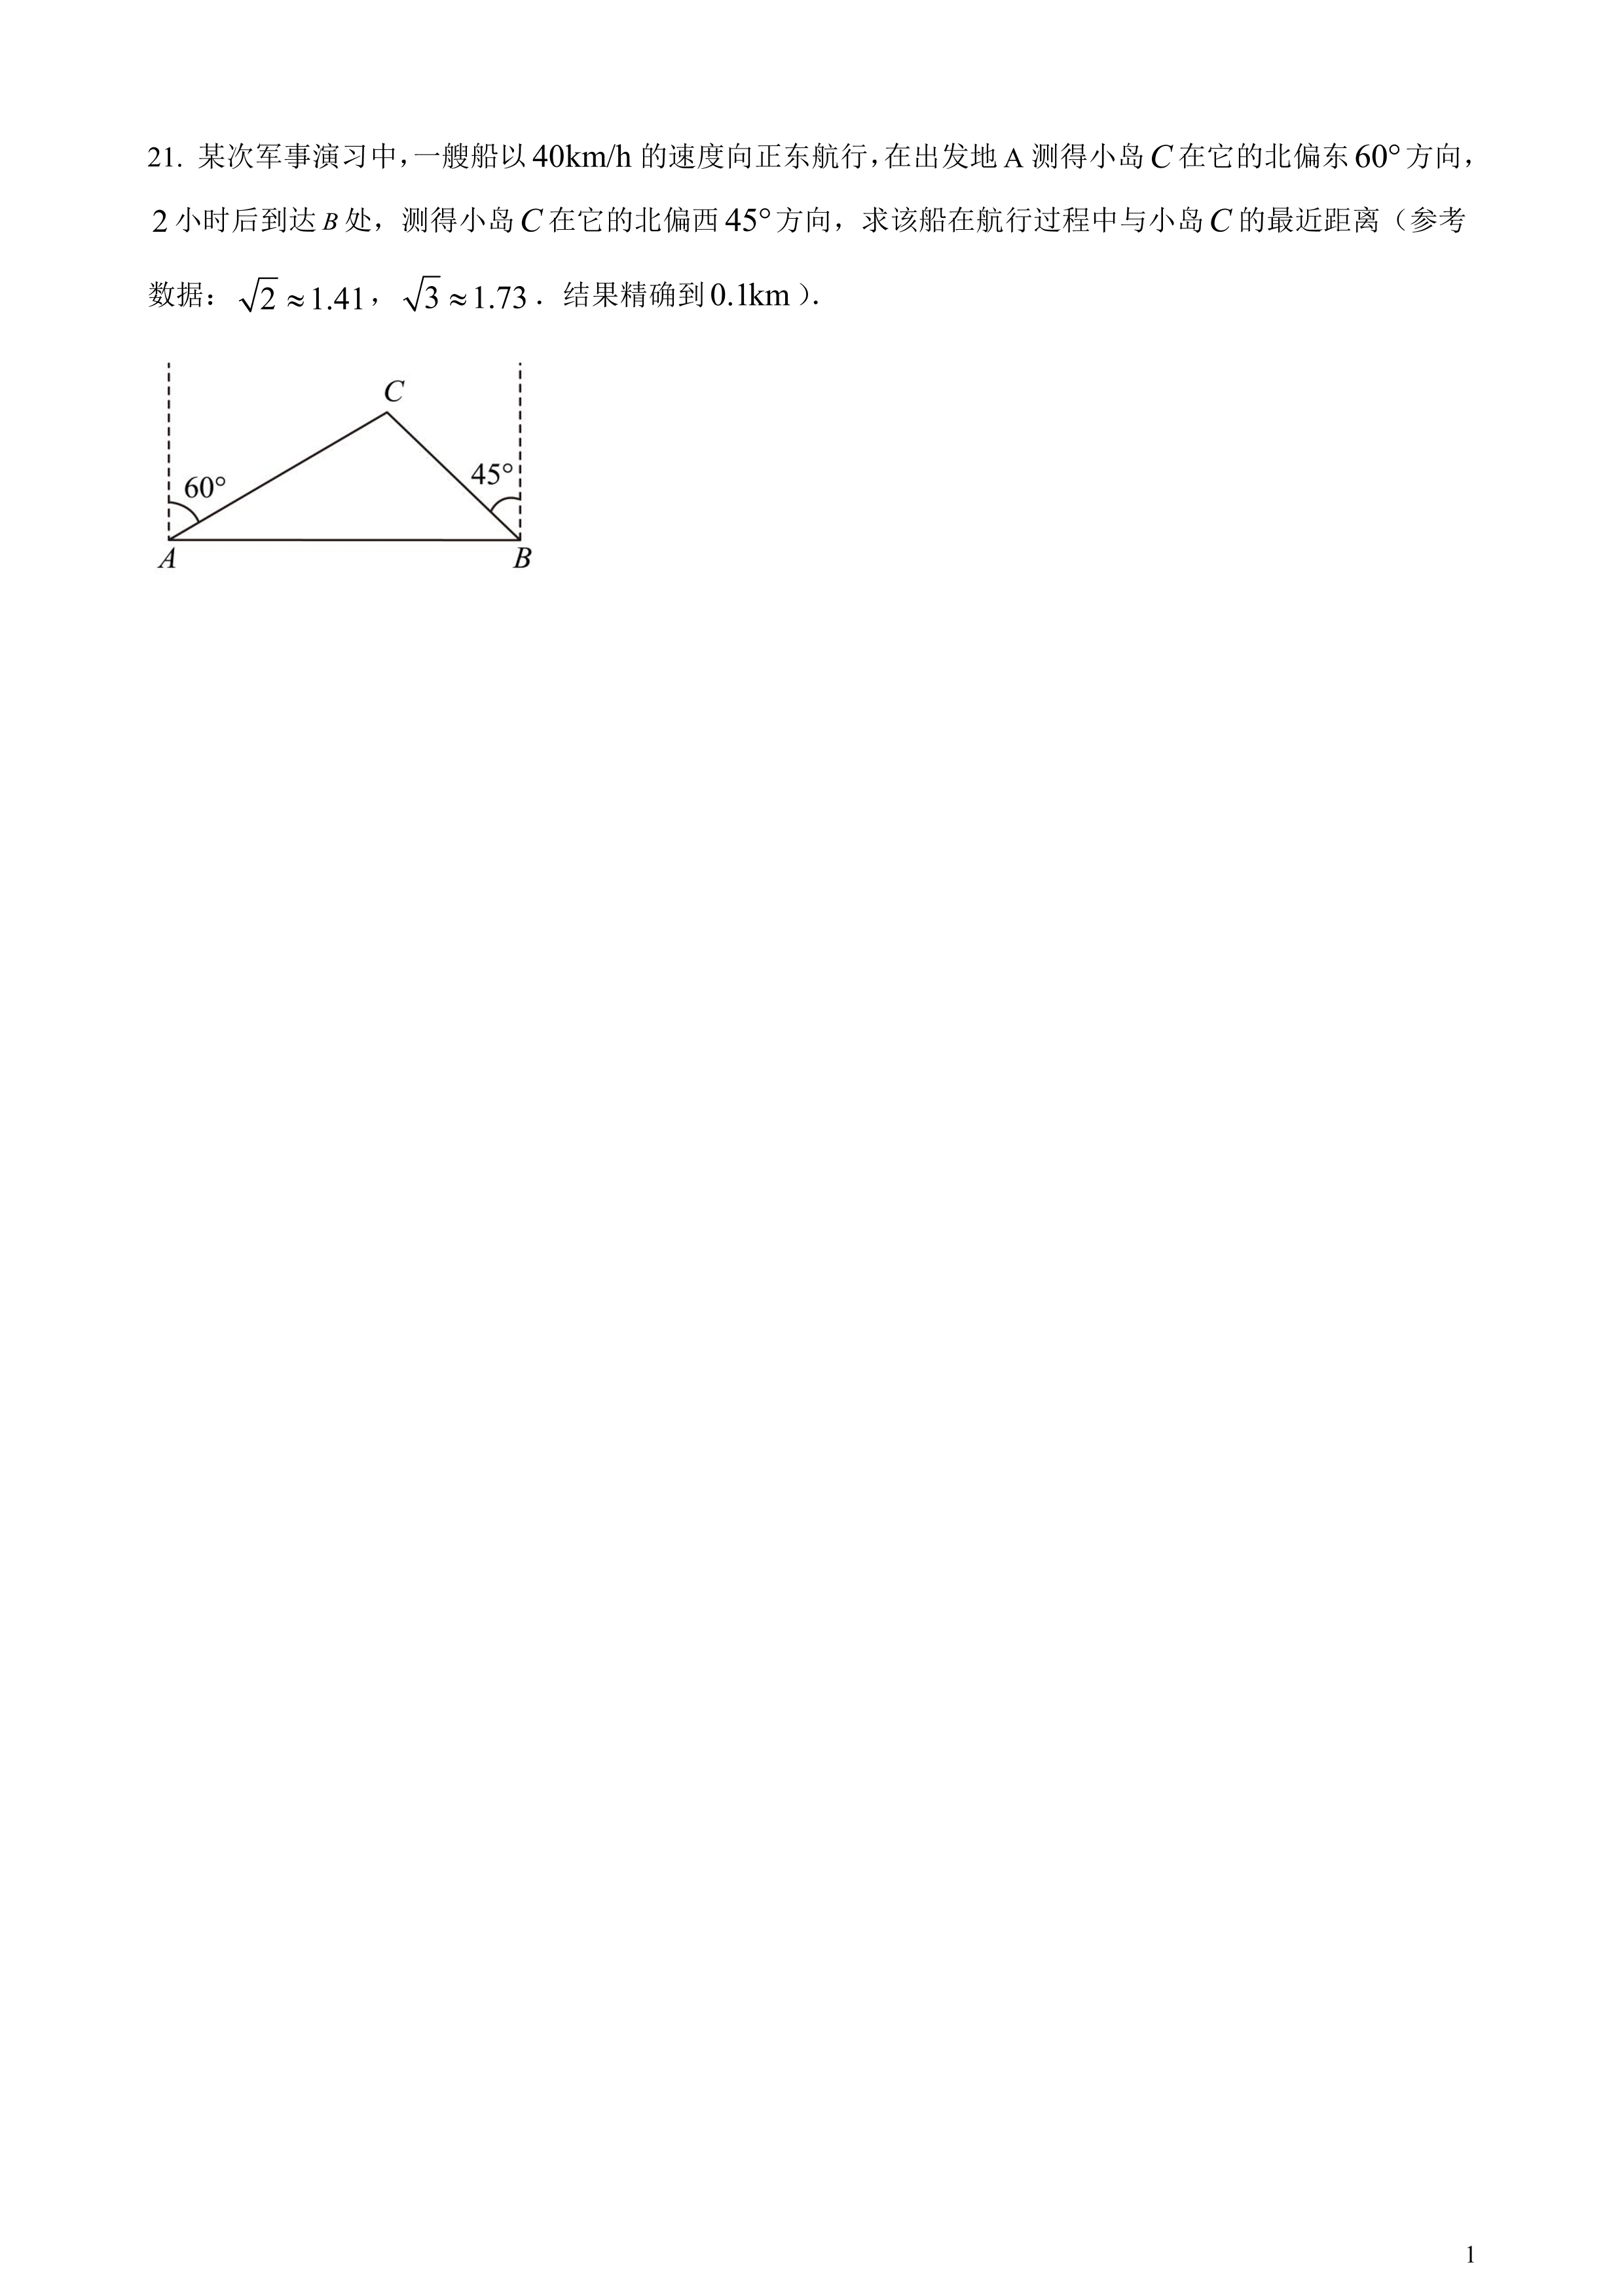 21. 某次军事演习中，一艘船以 40km/h 的速度向正东航行，在出发地 A 测得小岛 C 在它的北偏东 60° 方向，
2 小时后到达 B 处，测得小岛 C 在它的北偏西 45° 方向，求该船在航行过程中与小岛 C 的最近距离（参考
数据：√2 ≈ 1.41，√3 ≈ 1.73．结果精确到 0.1km）．
C
60°
45°
A
B
1